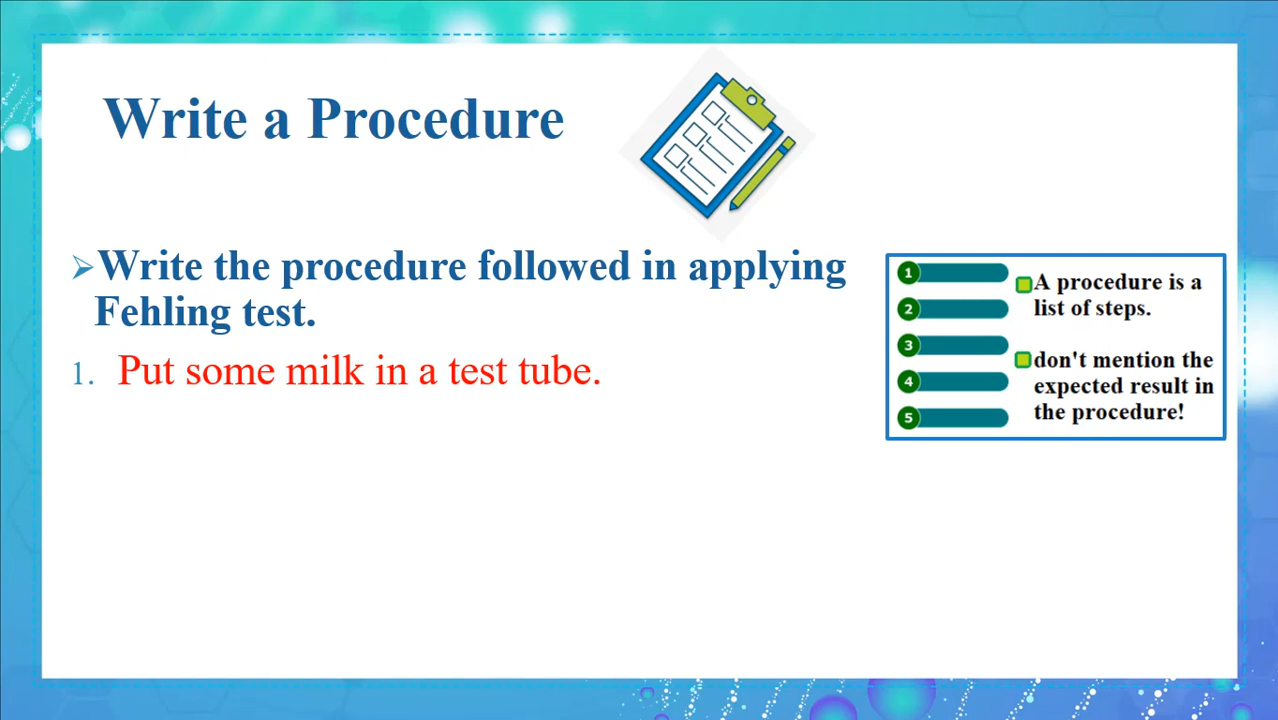 Write a Procedure
➢Write the procedure followed in applying
Fehling test.
1. Put some milk in a test tube.
1
2
3
4
5
A procedure is a
list of steps.
don't mention the
expected result in
the procedure!